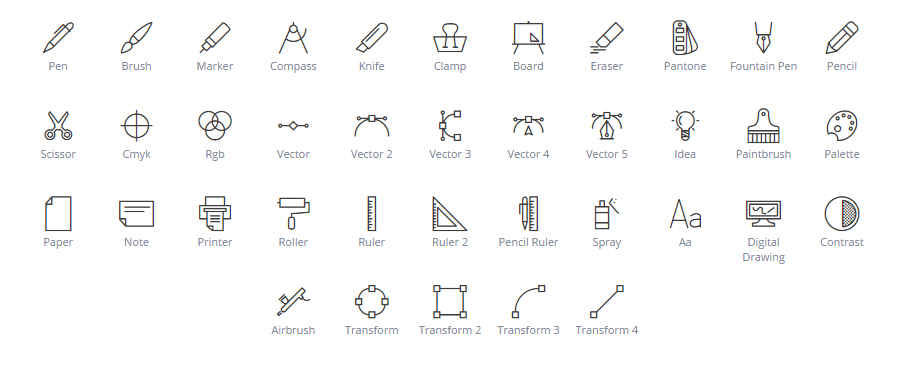 Pen Brush Marker Compass Knife Clamp Board Eraser Pantone Fountain Pen Pencil
Scissor Cmyk Rgb Vector Vector 2 Vector 3 Vector 4 Vector 5 Idea Paintbrush Palette
Aa
Paper Note Printer Roller Ruler Ruler 2 Pencil Ruler Spray Aa Digital Contrast
Drawing
Airbrush Transform Transform 2 Transform 3 Transform 4